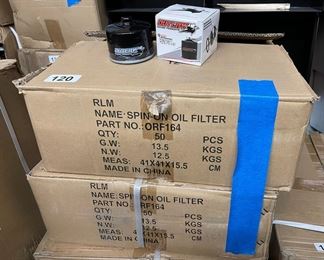 120
RLM
NAME: SPIN-ON OIL FILTER
PART NO.: ORF164
QTY: 50 PCS
G.W: 13.5 KGS
N.W: 12.5 KGS
MEAS: 41X41X15.5 CM
MADE IN CHINA
RLM
NAME: SPIN-ON OIL FILTER
PART NO.: ORF164
QTY: 50 PCS
G.W: 13.5 KGS
N.W: 12.5 KGS
MEAS: 41X41X15.5 CM
MADE IN CHINA